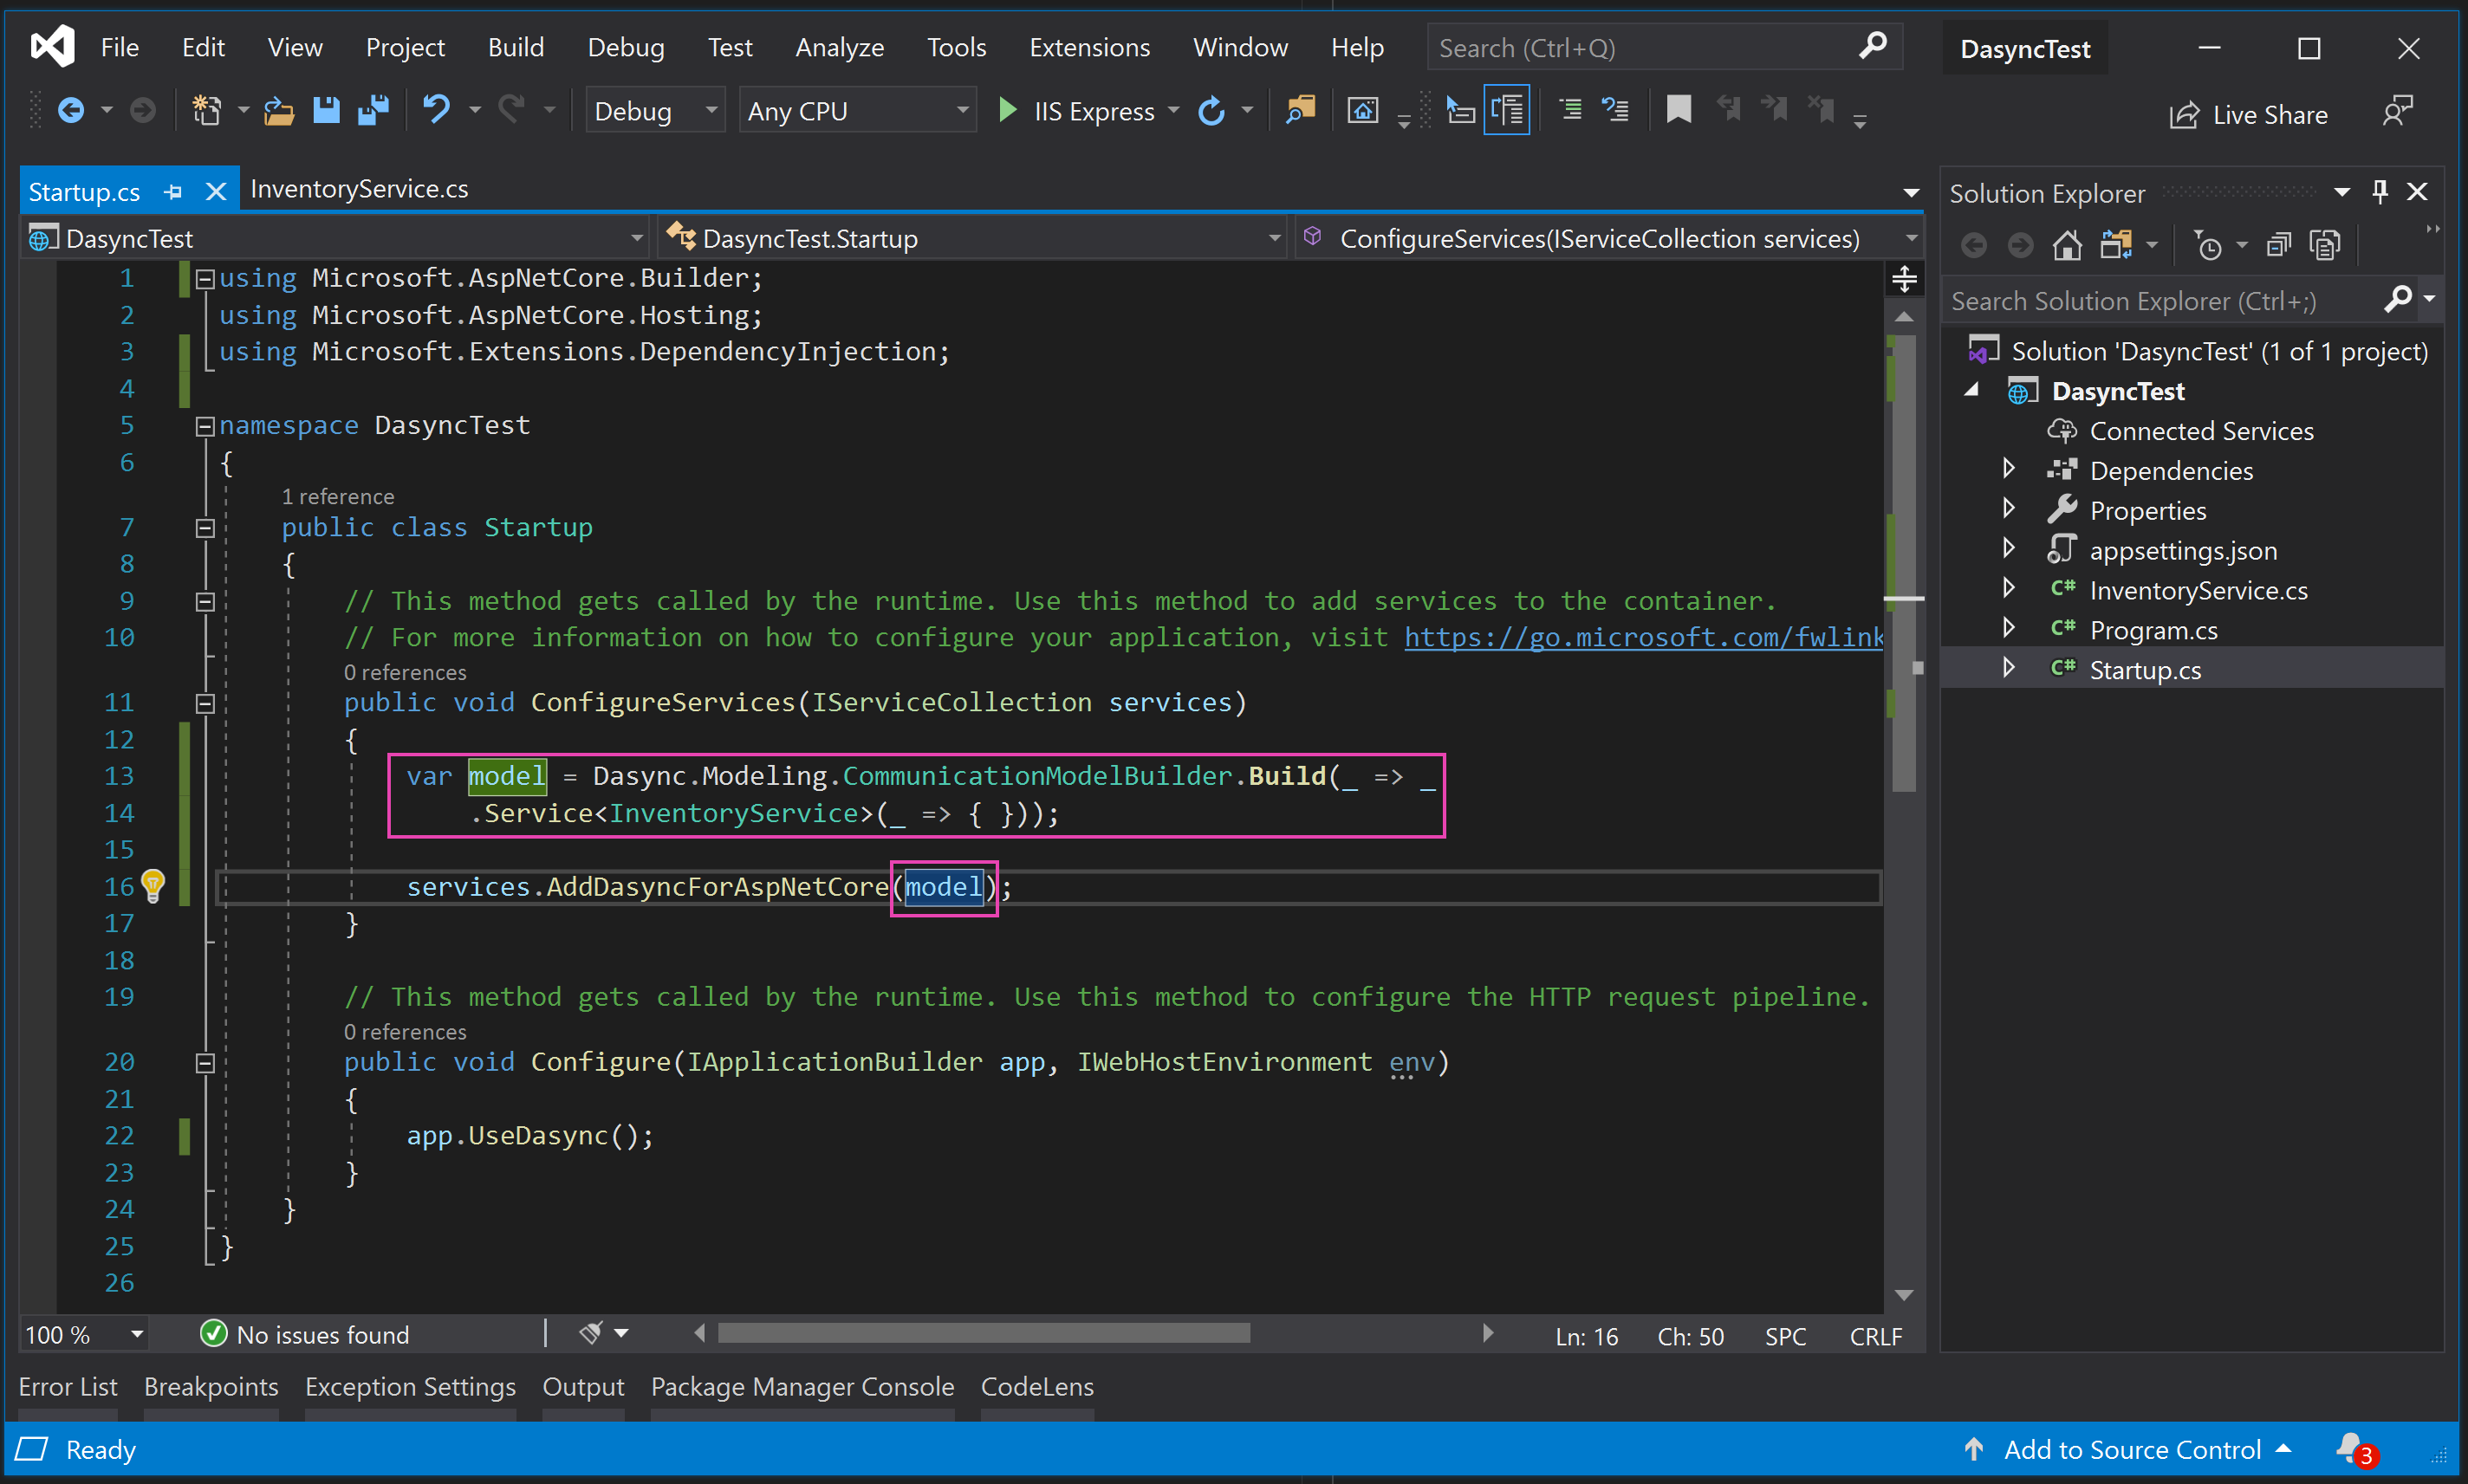 File Edit View Project Build Debug Test Analyze Tools Extensions Window Help Search (Ctrl+Q) DasyncTest
Debug Any CPU IIS Express Live Share
Startup.cs InventoryService.cs
DasyncTest DasyncTest.Startup ConfigureServices(IServiceCollection services)
1 using Microsoft.AspNetCore.Builder;
2 using Microsoft.AspNetCore.Hosting;
3 using Microsoft.Extensions.DependencyInjection;
4
5 namespace DasyncTest
6 {
1 reference
7 public class Startup
8 {
9 // This method gets called by the runtime. Use this method to add services to the container.
10 // For more information on how to configure your application, visit https://go.microsoft.com/fwlink
0 references
11 public void ConfigureServices(IServiceCollection services)
12 {
13 var model = Dasync.Modeling.CommunicationModelBuilder.Build(_ => _
14 .Service<InventoryService>(_ => { }));
15
16 services.AddDasyncForAspNetCore(model);
17 }
18
19 // This method gets called by the runtime. Use this method to configure the HTTP request pipeline.
0 references
20 public void Configure(IApplicationBuilder app, IWebHostEnvironment env)
21 {
22 app.UseDasync();
23 }
24 }
25 }
26
100 % No issues found Ln: 16 Ch: 50 SPC CRLF
Solution Explorer
Search Solution Explorer (Ctrl+;)
Solution 'DasyncTest' (1 of 1 project)
DasyncTest
Connected Services
Dependencies
Properties
appsettings.json
C# InventoryService.cs
C# Program.cs
C# Startup.cs
Error List Breakpoints Exception Settings Output Package Manager Console CodeLens
Ready Add to Source Control 3